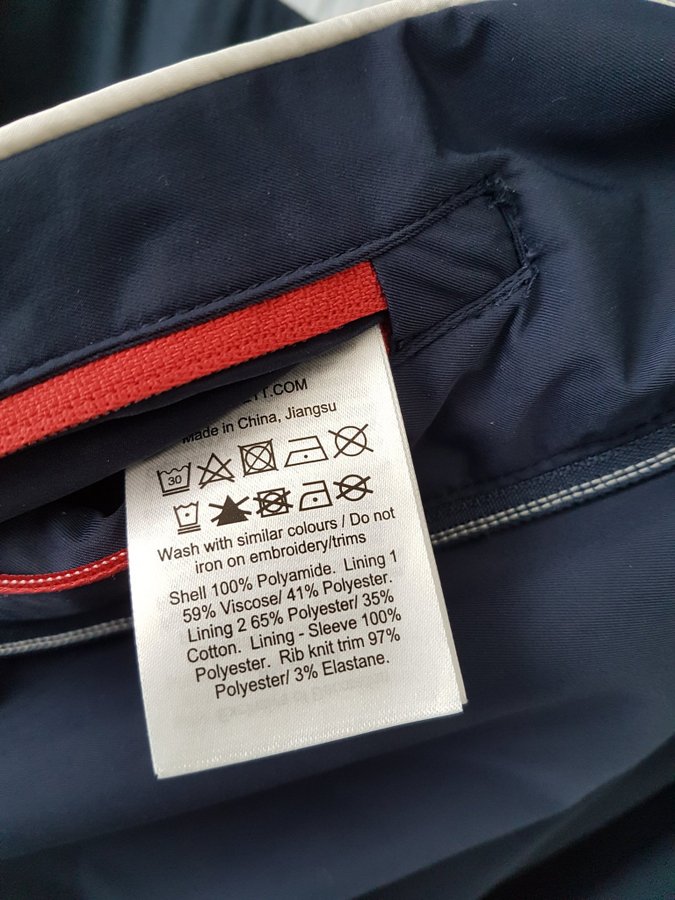 Made in China, Jiangsu
30
Wash with similar colours / Do not
iron on embroidery/trims
Shell 100% Polyamide. Lining 1
59% Viscose/ 41% Polyester.
Lining 2 65% Polyester/ 35%
Cotton. Lining - Sleeve 100%
Polyester. Rib knit trim 97%
Polyester/ 3% Elastane.